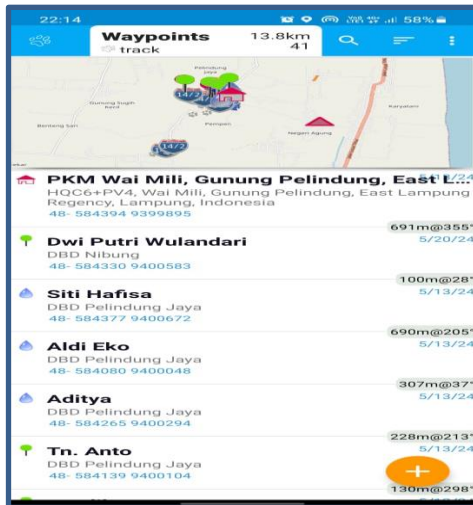 22:14
58%
Waypoints
track
13.8km
41
Pelindung
Jaya
Gunung Sugih
Kecil
Benteng Sari
Pempen
Negeri Agung
Karyatani
14/2
14/2
PKM Wai Mili, Gunung Pelindung, East L...
HQC6+PV4, Wai Mili, Gunung Pelindung, East Lampung
Regency, Lampung, Indonesia
48- 584394 9399895
691m@355°
Dwi Putri Wulandari
5/20/24
DBD Nibung
48- 584330 9400583
100m@28°
Siti Hafisa
5/13/24
DBD Pelindung Jaya
48- 584377 9400672
690m@205°
Aldi Eko
5/13/24
DBD Pelindung Jaya
48- 584080 9400048
307m@37°
Aditya
5/13/24
DBD Pelindung Jaya
48- 584265 9400294
228m@213°
Tn. Anto
5/13/24
DBD Pelindung Jaya
48- 584139 9400104
+
130m@298°